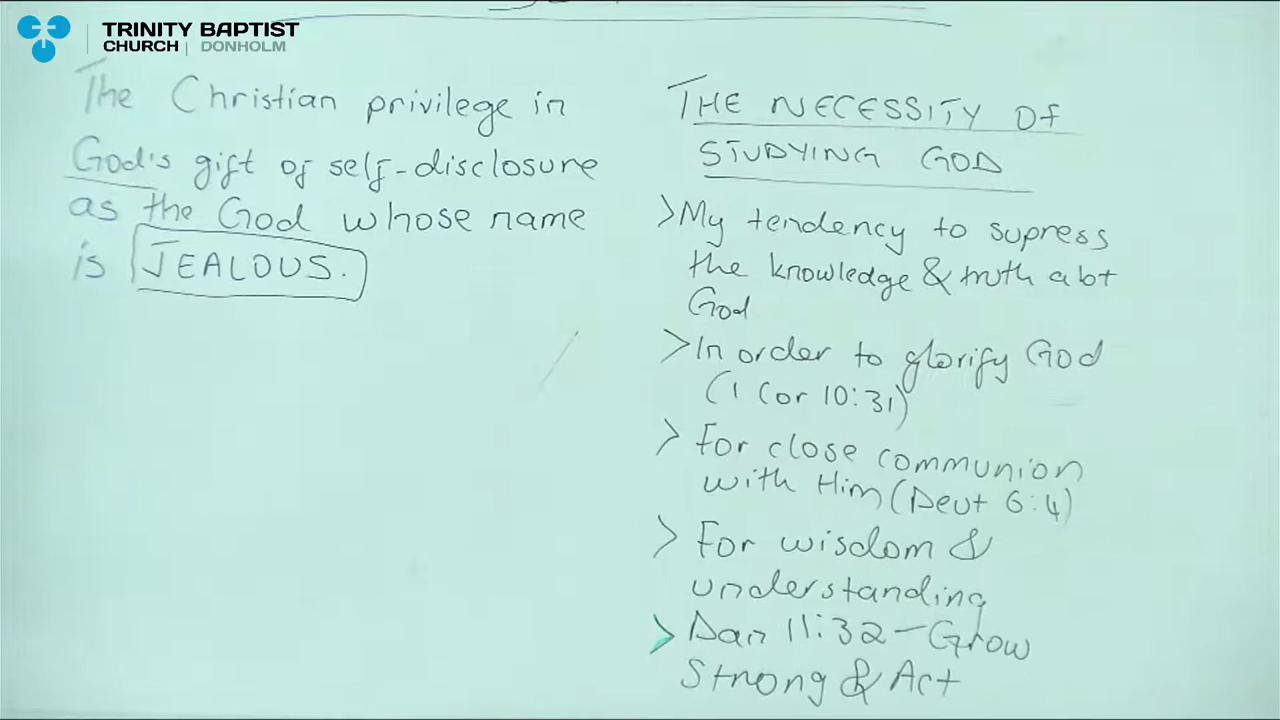 TRINITY BAPTIST
CHURCH | DONHOLM
The Christian privilege in
God's gift of self-disclosure
as the God whose name
is JEALOUS.
THE NECESSITY OF
STUDYING GOD
>My tendency to supress
the knowledge & truth abt
God
>In order to glorify God
(1 Cor 10:31)
> For close communion
with Him (Deut 6:4)
> For wisdom &
understanding
> Dan 11:32 - Grow
Strong & Act